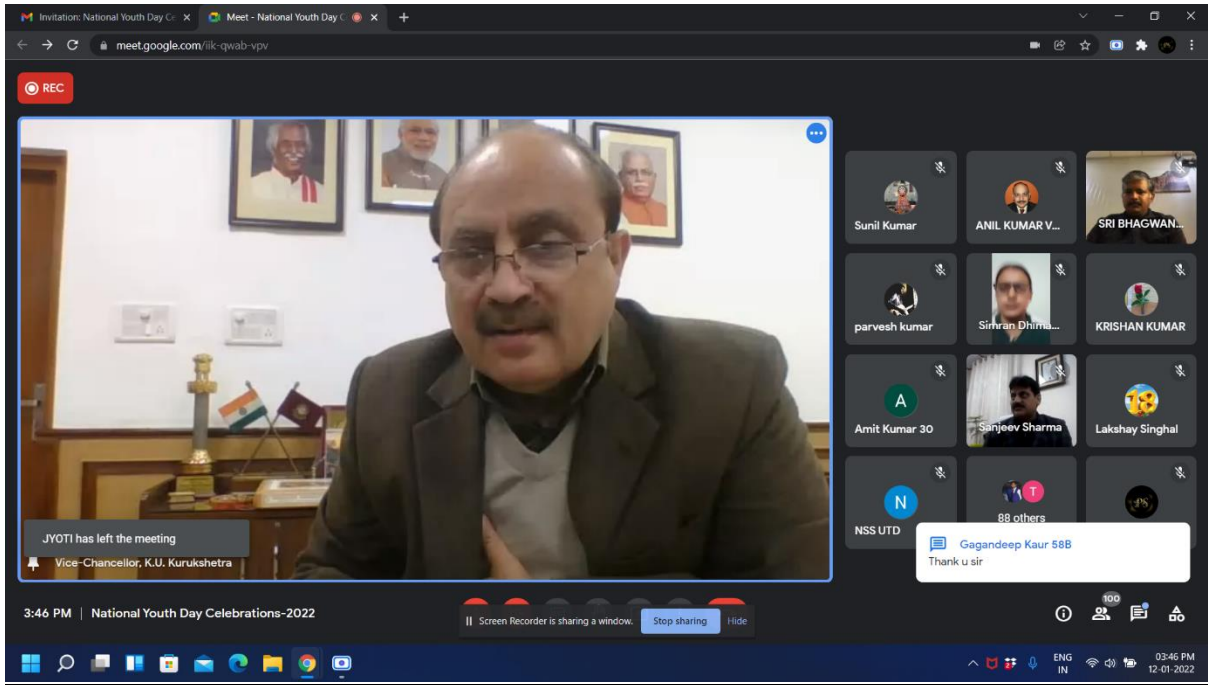 Invitation: National Youth Day Ce
Meet - National Youth Day C
meet.google.com/iik-qwab-vpv
REC
Sunil Kumar
ANIL KUMAR V...
SRI BHAGWAN...
parvesh kumar
Simran Dhima...
KRISHAN KUMAR
A
Amit Kumar 30
Sanjeev Sharma
18
Lakshay Singhal
N
NSS UTD
T
88 others
PS
JYOTI has left the meeting
Vice-Chancellor, K.U. Kurukshetra
Gagandeep Kaur 58B
Thank u sir
3:46 PM | National Youth Day Celebrations-2022
Screen Recorder is sharing a window.
Stop sharing
Hide
100
ENG
IN
03:46 PM
12-01-2022